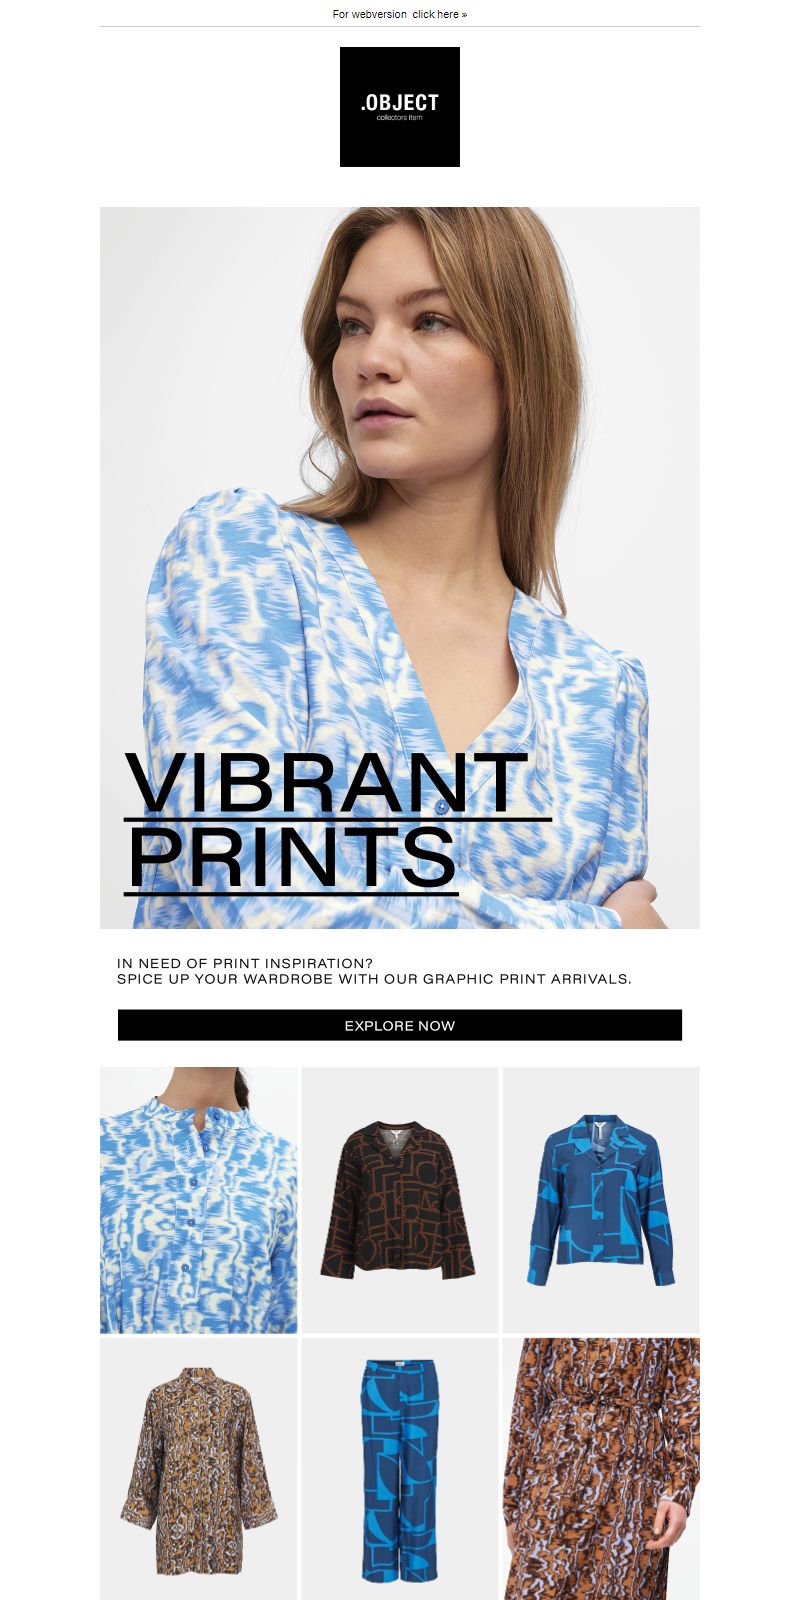 For webversion click here »
.OBJECT
collectors item
VIBRANT
PRINTS
IN NEED OF PRINT INSPIRATION?
SPICE UP YOUR WARDROBE WITH OUR GRAPHIC PRINT ARRIVALS.
EXPLORE NOW